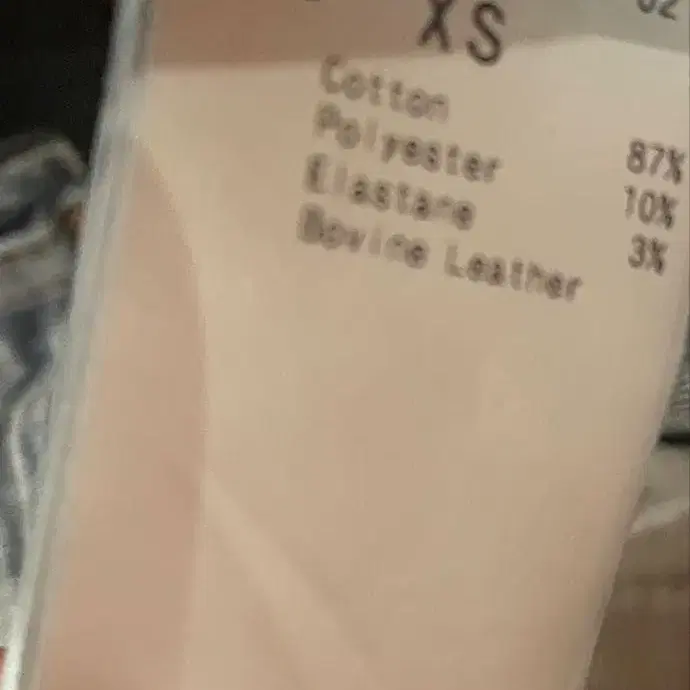 XS
Cotton 87%
Polyester 10%
Elastane 3%
Bovine Leather